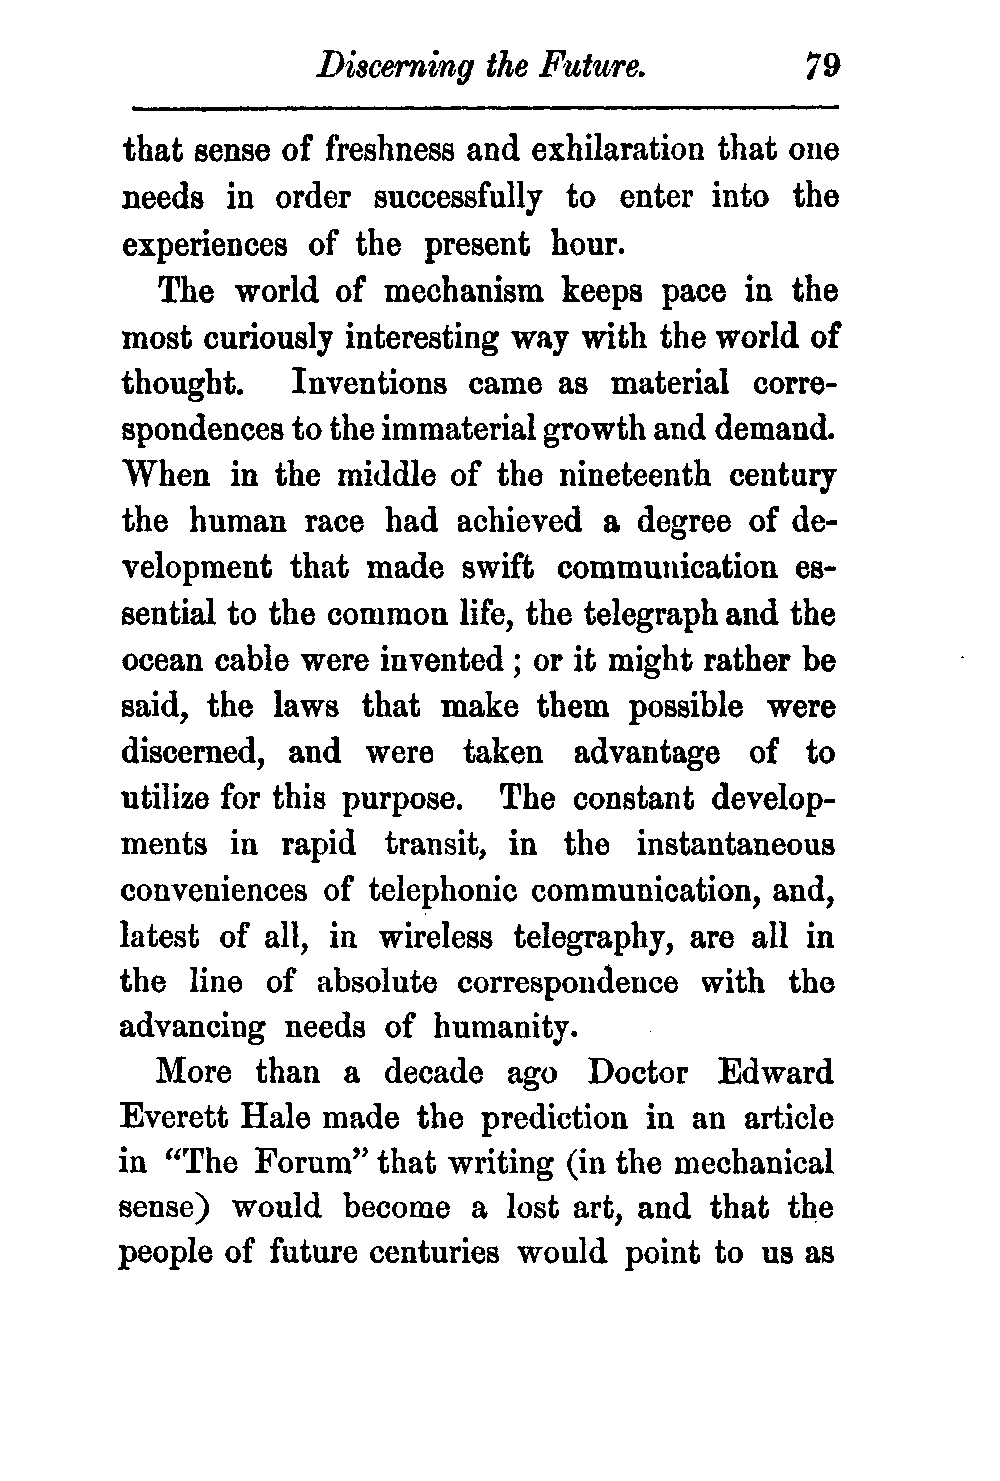 Discerning the Future. 79
that sense of freshness and exhilaration that one
needs in order successfully to enter into the
experiences of the present hour.
The world of mechanism keeps pace in the
most curiously interesting way with the world of
thought. Inventions came as material corre-
spondences to the immaterial growth and demand.
When in the middle of the nineteenth century
the human race had achieved a degree of de-
velopment that made swift communication es-
sential to the common life, the telegraph and the
ocean cable were invented ; or it might rather be
said, the laws that make them possible were
discerned, and were taken advantage of to
utilize for this purpose. The constant develop-
ments in rapid transit, in the instantaneous
conveniences of telephonic communication, and,
latest of all, in wireless telegraphy, are all in
the line of absolute correspondence with the
advancing needs of humanity.
More than a decade ago Doctor Edward
Everett Hale made the prediction in an article
in “The Forum” that writing (in the mechanical
sense) would become a lost art, and that the
people of future centuries would point to us as